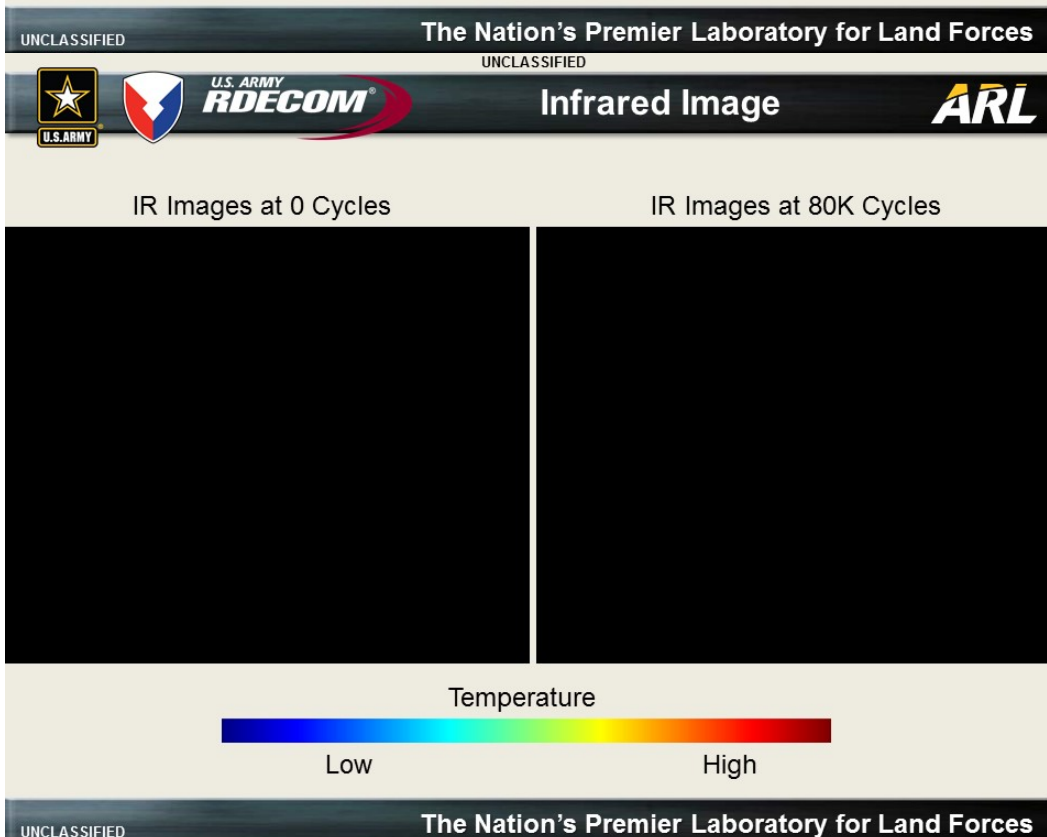 UNCLASSIFIED
The Nation's Premier Laboratory for Land Forces
UNCLASSIFIED
U.S.ARMY
U.S. ARMY
RDECOM®
Infrared Image
ARL
IR Images at 0 Cycles
IR Images at 80K Cycles
Temperature
Low
High
UNCLASSIFIED
The Nation's Premier Laboratory for Land Forces